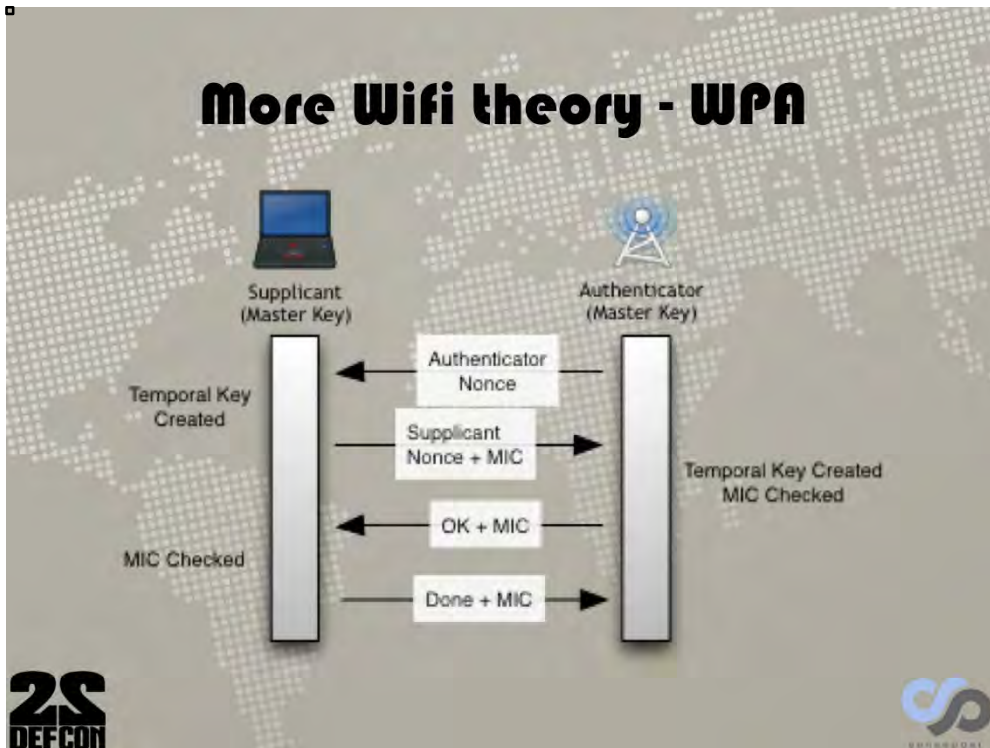 More Wifi theory - WPA
Supplicant
(Master Key)
Authenticator
(Master Key)
Authenticator
Nonce
Temporal Key
Created
Supplicant
Nonce + MIC
Temporal Key Created
MIC Checked
OK + MIC
MIC Checked
Done + MIC
DEFCON